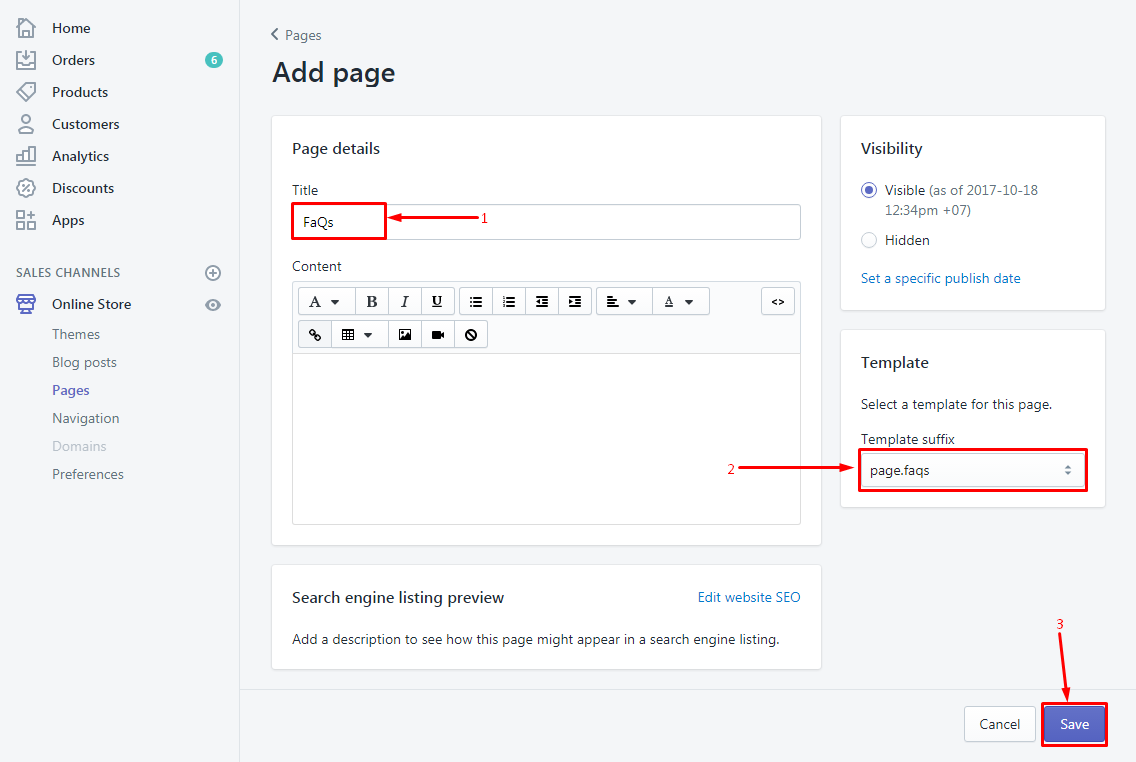 Home
Orders 6
Products
Customers
Analytics
Discounts
Apps
SALES CHANNELS
Online Store
Themes
Blog posts
Pages
Navigation
Domains
Preferences
Pages
Add page
Page details
Title
FaQs
1
Content
A B I U A <>
Search engine listing preview
Edit website SEO
Add a description to see how this page might appear in a search engine listing.
Visibility
Visible (as of 2017-10-18
12:34pm +07)
Hidden
Set a specific publish date
Template
Select a template for this page.
Template suffix
2
page.faqs
3
Cancel
Save